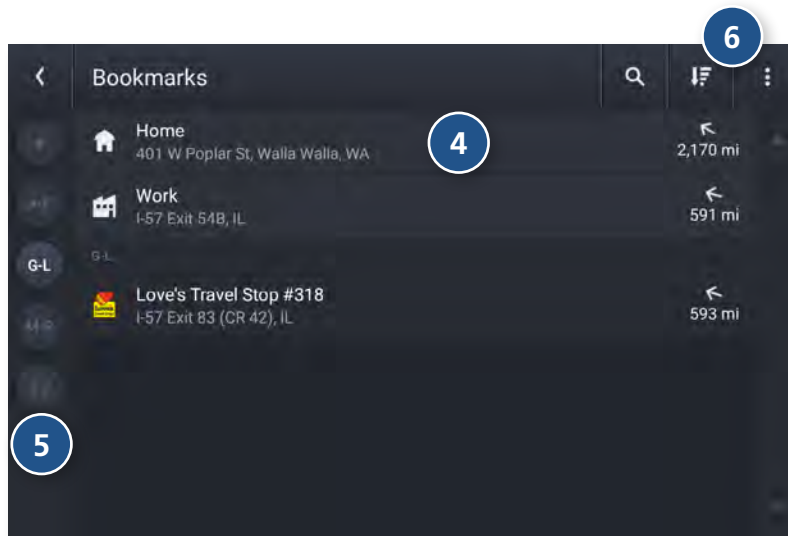 6
Bookmarks
Home
401 W Poplar St, Walla Walla, WA
2,170 mi
4
Work
I-57 Exit 54B, IL
591 mi
G-L
G-L
Love's Travel Stop #318
I-57 Exit 83 (CR 42), IL
593 mi
5